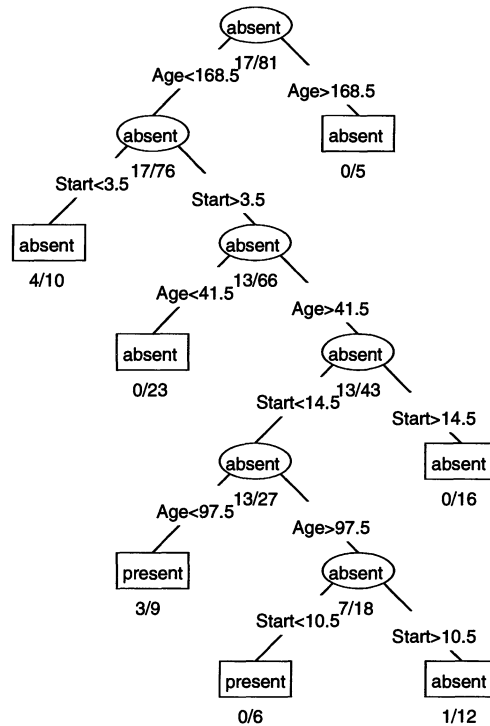 absent
17/81
Age<168.5
Age>168.5
absent
17/76
absent
0/5
Start<3.5
Start>3.5
absent
4/10
absent
13/66
Age<41.5
Age>41.5
absent
0/23
absent
13/43
Start<14.5
Start>14.5
absent
13/27
absent
0/16
Age<97.5
Age>97.5
present
3/9
absent
7/18
Start<10.5
Start>10.5
present
0/6
absent
1/12